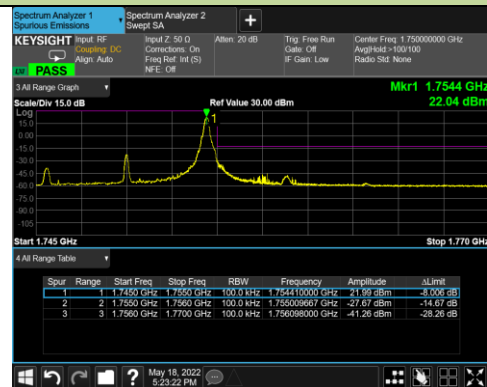 Spectrum Analyzer 1
Spurious Emissions
Spectrum Analyzer 2
Swept SA
KEYSIGHT
Input: RF
Coupling: DC
Align: Auto
Input Z: 50 Ω
Corrections: On
Freq Ref: Int (S)
NFE: Off
Atten: 20 dB
Trig: Free Run
Gate: Off
IF Gain: Low
Center Freq: 1.750000000 GHz
Avg|Hold:>100/100
Radio Std: None
PASS
3 All Range Graph
Mkr1 1.7544 GHz
Scale/Div 15.0 dB
Ref Value 30.00 dBm
22.04 dBm
Log
15.0
0.00
-15.0
-30.0
-45.0
-60.0
-75.0
-90.0
-105
1
Start 1.745 GHz
Stop 1.770 GHz
4 All Range Table
Spur Range Start Freq Stop Freq RBW Frequency Amplitude ΔLimit
1 1 1.7450 GHz 1.7550 GHz 100.0 kHz 1.754410000 GHz 21.99 dBm -8.006 dB
2 2 1.7550 GHz 1.7560 GHz 100.0 kHz 1.755009667 GHz -27.67 dBm -14.67 dB
3 3 1.7560 GHz 1.7700 GHz 100.0 kHz 1.756098000 GHz -41.26 dBm -28.26 dB
May 18, 2022
5:23:22 PM